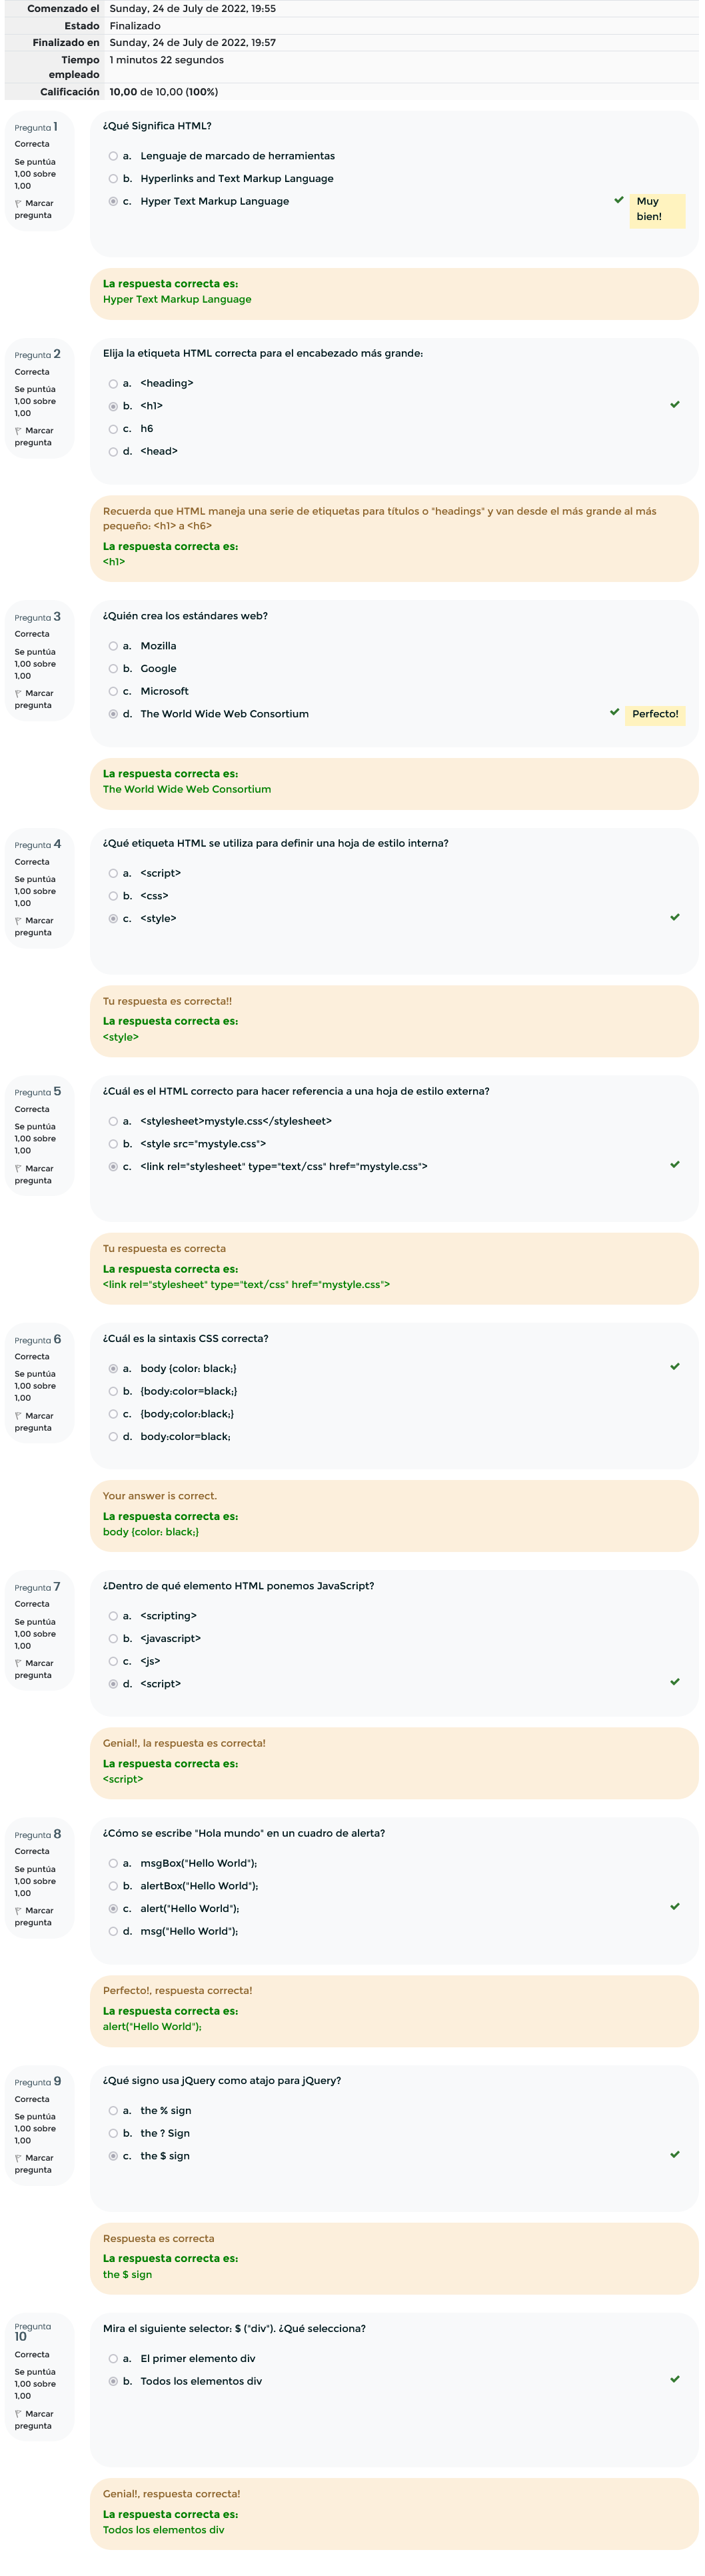 Comenzado el Sunday, 24 de July de 2022, 19:55
Estado Finalizado
Finalizado en Sunday, 24 de July de 2022, 19:57
Tiempo empleado 1 minutos 22 segundos
Calificación 10,00 de 10,00 (100%)
Pregunta 1
Correcta
Se puntúa
1,00 sobre
1,00
Marcar
pregunta
¿Qué Significa HTML?
a. Lenguaje de marcado de herramientas
b. Hyperlinks and Text Markup Language
c. Hyper Text Markup Language
Muy
bien!
La respuesta correcta es:
Hyper Text Markup Language
Pregunta 2
Correcta
Se puntúa
1,00 sobre
1,00
Marcar
pregunta
Elija la etiqueta HTML correcta para el encabezado más grande:
a. <heading>
b. <h1>
c. h6
d. <head>
Recuerda que HTML maneja una serie de etiquetas para títulos o "headings" y van desde el más grande al más
pequeño: <h1> a <h6>
La respuesta correcta es:
<h1>
Pregunta 3
Correcta
Se puntúa
1,00 sobre
1,00
Marcar
pregunta
¿Quién crea los estándares web?
a. Mozilla
b. Google
c. Microsoft
d. The World Wide Web Consortium
Perfecto!
La respuesta correcta es:
The World Wide Web Consortium
Pregunta 4
Correcta
Se puntúa
1,00 sobre
1,00
Marcar
pregunta
¿Qué etiqueta HTML se utiliza para definir una hoja de estilo interna?
a. <script>
b. <css>
c. <style>
Tu respuesta es correcta!!
La respuesta correcta es:
<style>
Pregunta 5
Correcta
Se puntúa
1,00 sobre
1,00
Marcar
pregunta
¿Cuál es el HTML correcto para hacer referencia a una hoja de estilo externa?
a. <stylesheet>mystyle.css</stylesheet>
b. <style src="mystyle.css">
c. <link rel="stylesheet" type="text/css" href="mystyle.css">
Tu respuesta es correcta
La respuesta correcta es:
<link rel="stylesheet" type="text/css" href="mystyle.css">
Pregunta 6
Correcta
Se puntúa
1,00 sobre
1,00
Marcar
pregunta
¿Cuál es la sintaxis CSS correcta?
a. body {color: black;}
b. {body:color=black;}
c. {body;color:black;}
d. body:color=black;
Your answer is correct.
La respuesta correcta es:
body {color: black;}
Pregunta 7
Correcta
Se puntúa
1,00 sobre
1,00
Marcar
pregunta
¿Dentro de qué elemento HTML ponemos JavaScript?
a. <scripting>
b. <javascript>
c. <js>
d. <script>
Genial!, la respuesta es correcta!
La respuesta correcta es:
<script>
Pregunta 8
Correcta
Se puntúa
1,00 sobre
1,00
Marcar
pregunta
¿Cómo se escribe "Hola mundo" en un cuadro de alerta?
a. msgBox("Hello World");
b. alertBox("Hello World");
c. alert("Hello World");
d. msg("Hello World");
Perfecto!, respuesta correcta!
La respuesta correcta es:
alert("Hello World");
Pregunta 9
Correcta
Se puntúa
1,00 sobre
1,00
Marcar
pregunta
¿Qué signo usa jQuery como atajo para jQuery?
a. the % sign
b. the ? Sign
c. the $ sign
Respuesta es correcta
La respuesta correcta es:
the $ sign
Pregunta
10
Correcta
Se puntúa
1,00 sobre
1,00
Marcar
pregunta
Mira el siguiente selector: $ ("div"). ¿Qué selecciona?
a. El primer elemento div
b. Todos los elementos div
Genial!, respuesta correcta!
La respuesta correcta es:
Todos los elementos div